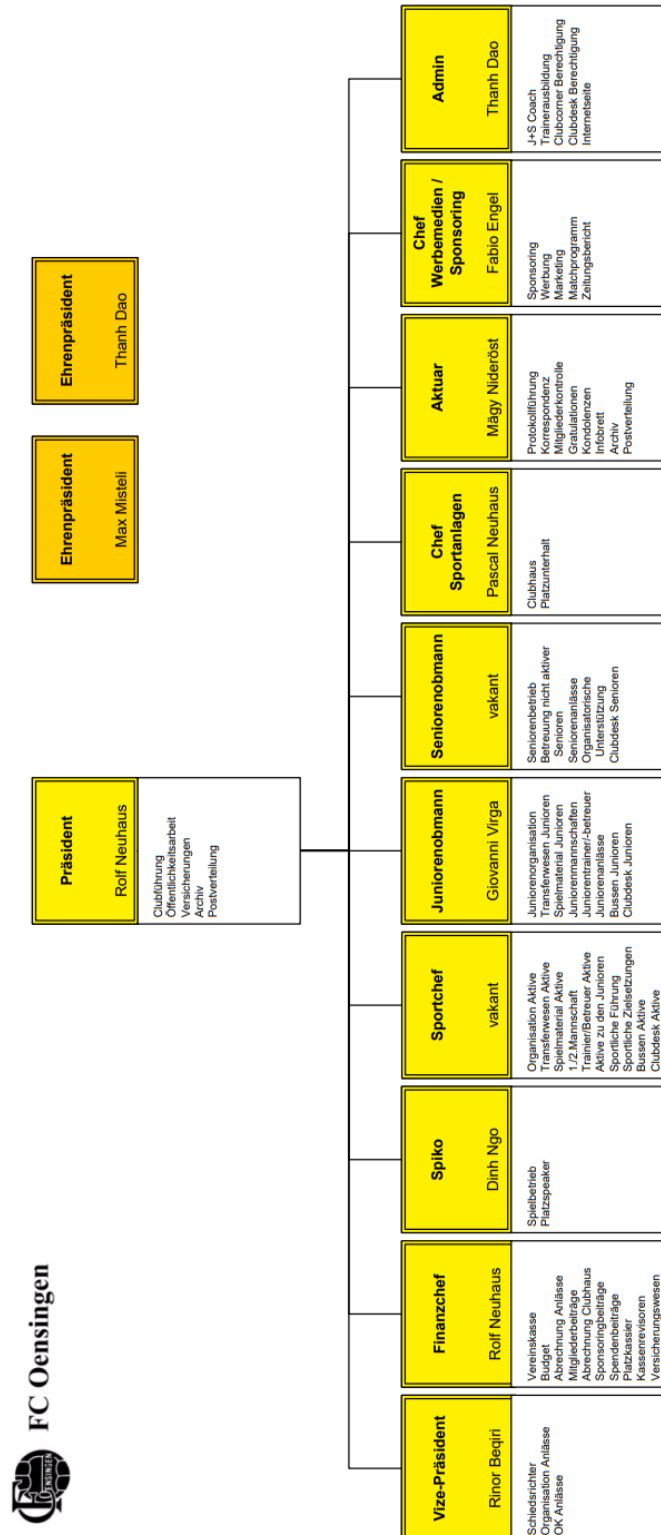 FC Oensingen
OENSINGEN
Ehrenpräsident
Max Misteli
Ehrenpräsident
Thanh Dao
Präsident
Rolf Neuhaus
Clubführung
Öffentlichkeitsarbeit
Versicherungen
Archiv
Postverteilung
Vize-Präsident
Rinor Beqiri
Schiedsrichter
Organisation Anlässe
OK Anlässe
Finanzchef
Rolf Neuhaus
Vereinskasse
Budget
Abrechnung Anlässe
Mitgliederbeiträge
Abrechnung Clubhaus
Sponsoringbeiträge
Spendenbeiträge
Platzkassier
Kassenrevisoren
Versicherungswesen
Spiko
Dinh Ngo
Spielbetrieb
Platzspeaker
Sportchef
vakant
Organisation Aktive
Transferwesen Aktive
Spielmaterial Aktive
1./2.Mannschaft
Trainier/Betreuer Aktive
Aktive zu den Junioren
Sportliche Führung
Sportliche Zielsetzungen
Bussen Aktive
Clubdesk Aktive
Juniorenobmann
Giovanni Virga
Juniorenorganisation
Transferwesen Junioren
Spielmaterial Junioren
Juniorenmannschaften
Juniorentrainer/-betreuer
Juniorenanlässe
Bussen Junioren
Clubdesk Junioren
Seniorenobmann
vakant
Seniorenbetrieb
Betreuung nicht aktiver
Senioren
Seniorenanlässe
Organisatorische
Unterstützung
Clubdesk Senioren
Chef
Sportanlagen
Pascal Neuhaus
Clubhaus
Platzunterhalt
Aktuar
Mägy Nideröst
Protokollführung
Korrespondenz
Mitgliederkontrolle
Gratulationen
Kondolenzen
Infobrett
Archiv
Postverteilung
Chef
Werbemedien /
Sponsoring
Fabio Engel
Sponsoring
Werbung
Marketing
Matchprogramm
Zeitungsbericht
Admin
Thanh Dao
J+S Coach
Trainerausbildung
Clubcorner Berechtigung
Clubdesk Berechtigung
Internetseite